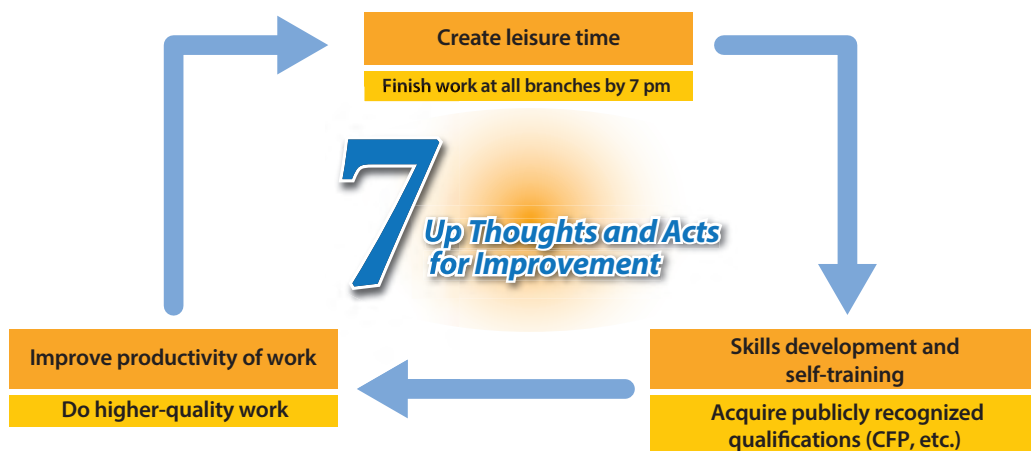 Create leisure time
Finish work at all branches by 7 pm
7
Up Thoughts and Acts
for Improvement
Improve productivity of work
Do higher-quality work
Skills development and
self-training
Acquire publicly recognized
qualifications (CFP, etc.)